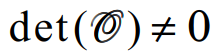 det(𝒪) ≠ 0